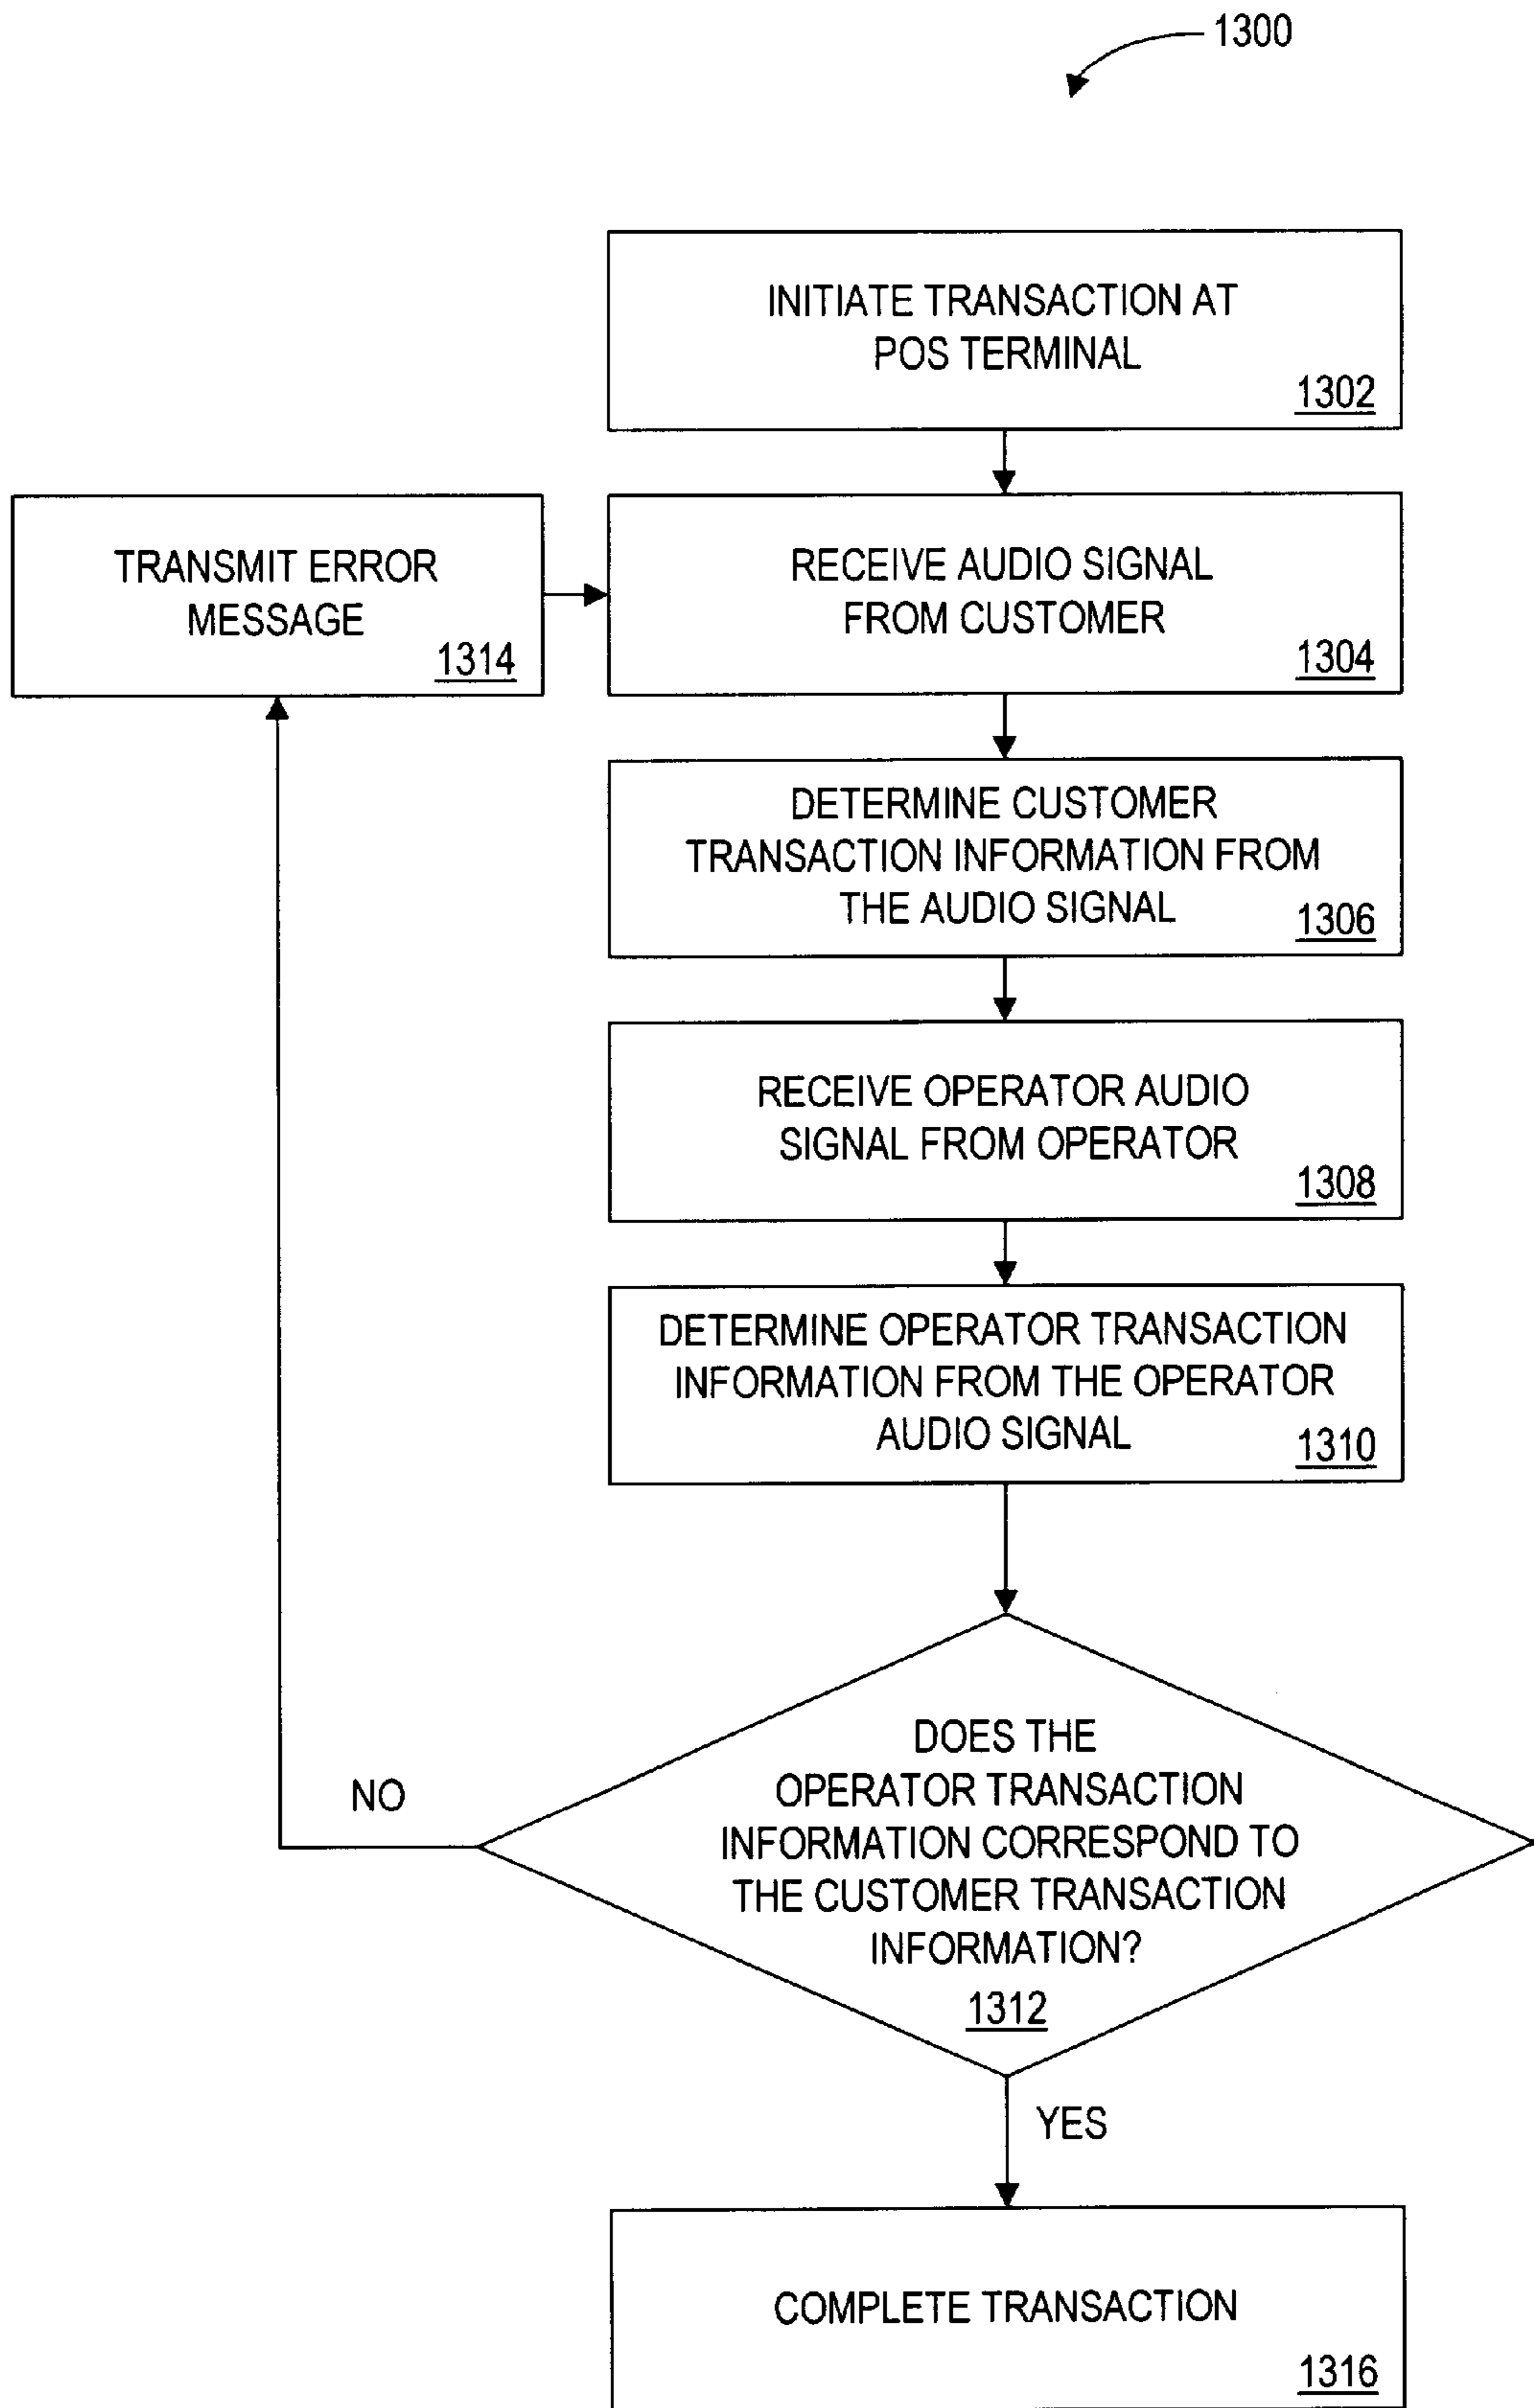 1300
INITIATE TRANSACTION AT
POS TERMINAL
1302
TRANSMIT ERROR
MESSAGE
1314
RECEIVE AUDIO SIGNAL
FROM CUSTOMER
1304
DETERMINE CUSTOMER
TRANSACTION INFORMATION FROM
THE AUDIO SIGNAL
1306
RECEIVE OPERATOR AUDIO
SIGNAL FROM OPERATOR
1308
DETERMINE OPERATOR TRANSACTION
INFORMATION FROM THE OPERATOR
AUDIO SIGNAL
1310
DOES THE
OPERATOR TRANSACTION
INFORMATION CORRESPOND TO
THE CUSTOMER TRANSACTION
INFORMATION?
1312
NO
YES
COMPLETE TRANSACTION
1316